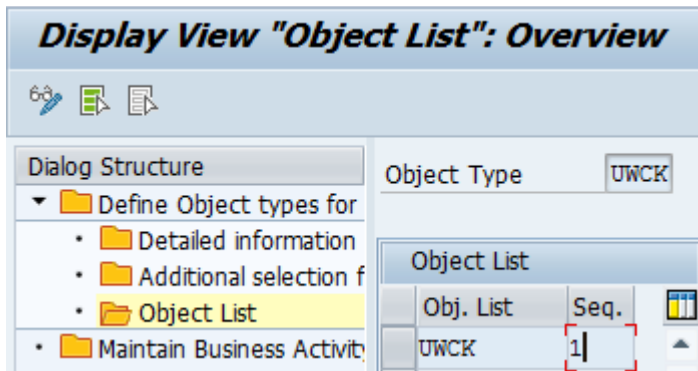 Display View "Object List": Overview
Dialog Structure
Define Object types for
Detailed information
Additional selection f
Object List
Maintain Business Activit
Object Type UWCK
Object List
Obj. List Seq.
UWCK 1